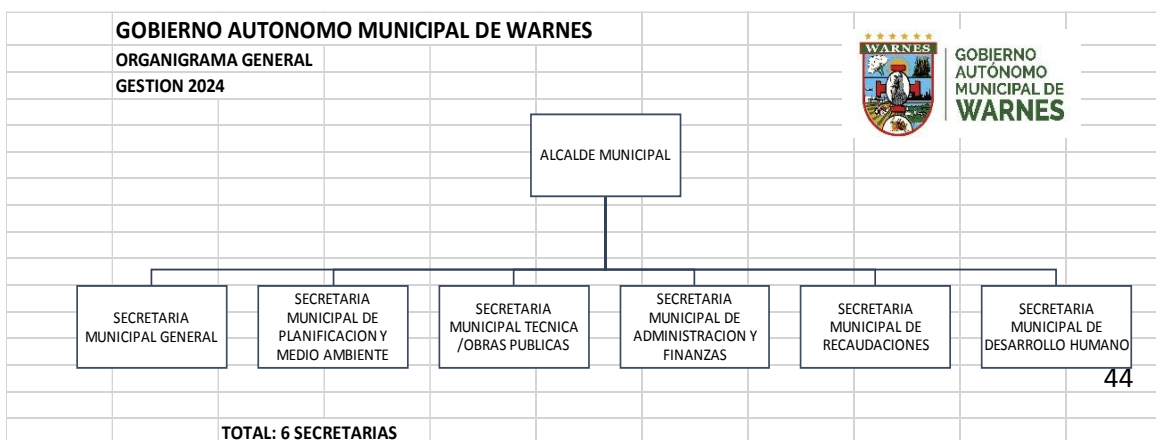 GOBIERNO AUTONOMO MUNICIPAL DE WARNES
ORGANIGRAMA GENERAL
GESTION 2024
WARNES
GOBIERNO
AUTÓNOMO
MUNICIPAL DE
WARNES
ALCALDE MUNICIPAL
SECRETARIA
MUNICIPAL GENERAL
SECRETARIA
MUNICIPAL DE
PLANIFICACION Y
MEDIO AMBIENTE
SECRETARIA
MUNICIPAL TECNICA
/OBRAS PUBLICAS
SECRETARIA
MUNICIPAL DE
ADMINISTRACION Y
FINANZAS
SECRETARIA
MUNICIPAL DE
RECAUDACIONES
SECRETARIA
MUNICIPAL DE
DESARROLLO HUMANO
44
TOTAL: 6 SECRETARIAS